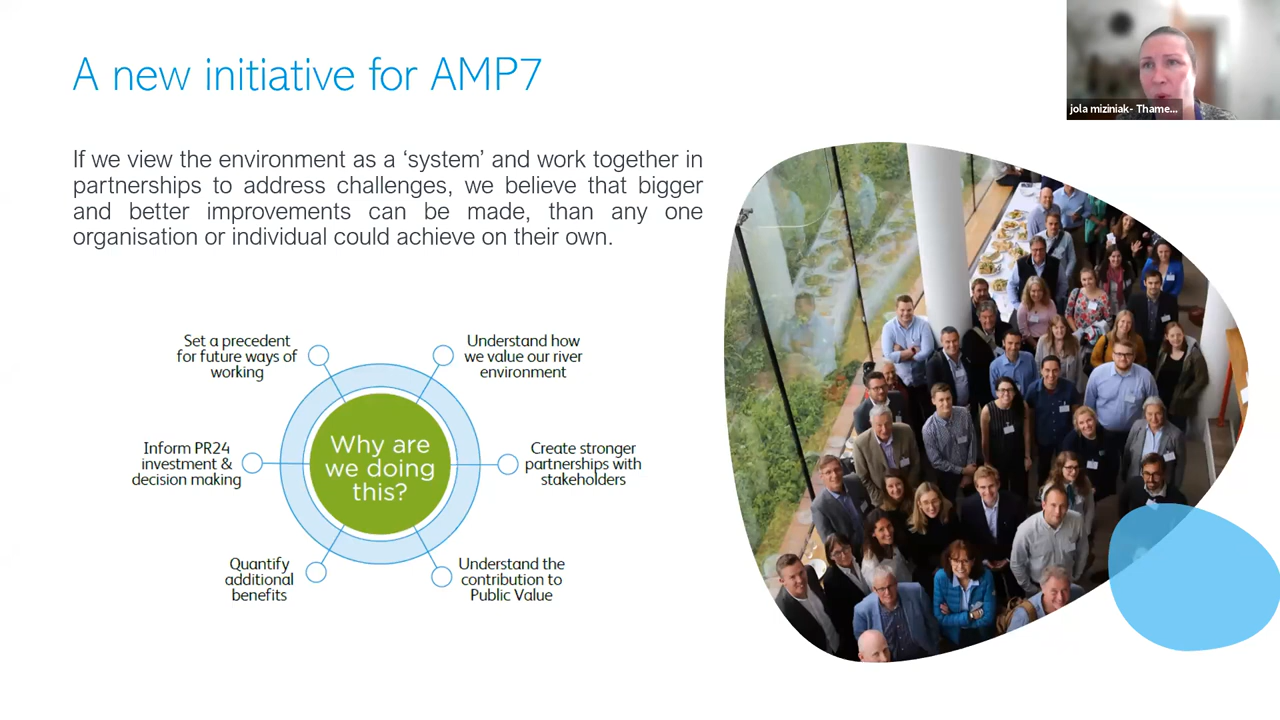 A new initiative for AMP7
jola miziniak- Thame...
If we view the environment as a ‘system’ and work together in
partnerships to address challenges, we believe that bigger
and better improvements can be made, than any one
organisation or individual could achieve on their own.
Set a precedent
for future ways of
working
Understand how
we value our river
environment
Inform PR24
investment &
decision making
Why are
we doing
this?
Create stronger
partnerships with
stakeholders
Quantify
additional
benefits
Understand the
contribution to
Public Value